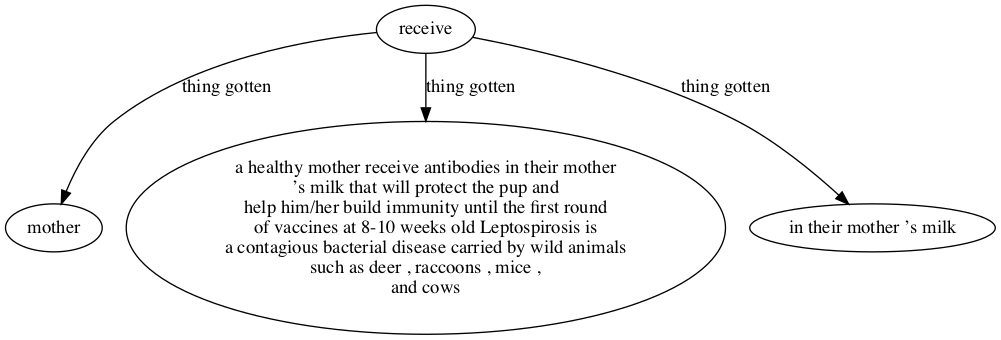 receive
thing gotten
thing gotten
thing gotten
a healthy mother receive antibodies in their mother
's milk that will protect the pup and
help him/her build immunity until the first round
of vaccines at 8-10 weeks old Leptospirosis is
a contagious bacterial disease carried by wild animals
such as deer , raccoons , mice ,
and cows
mother
in their mother 's milk